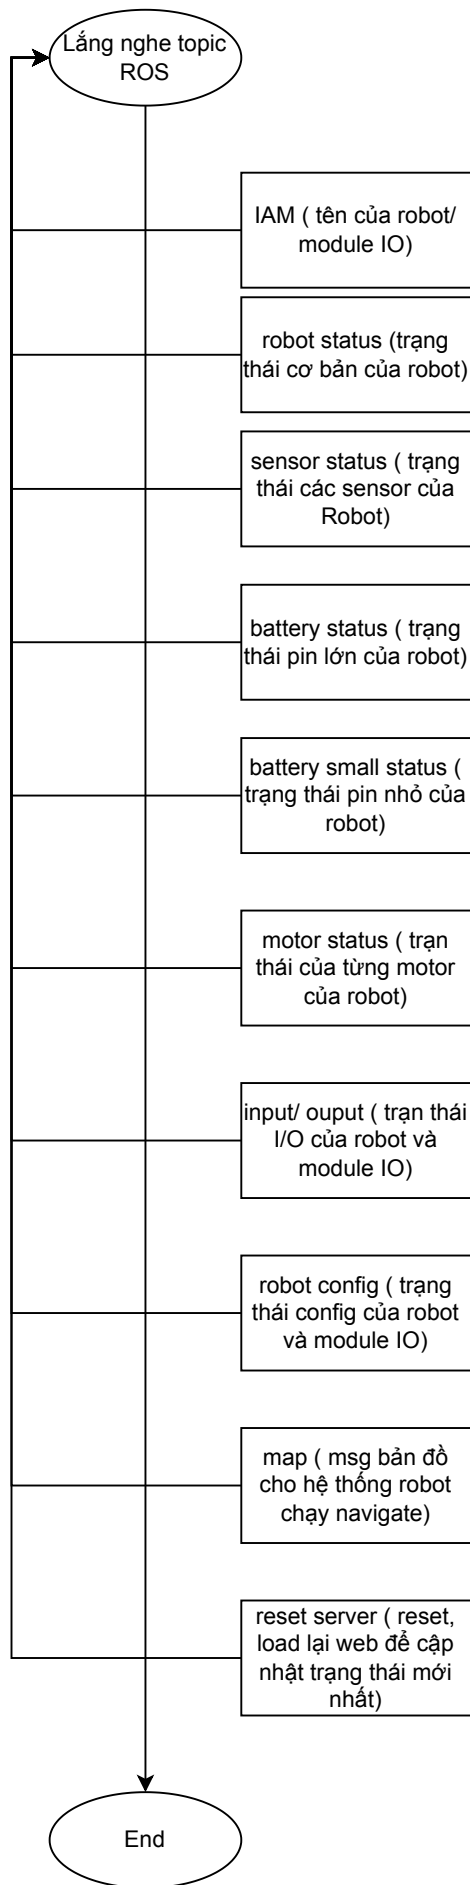 Lắng nghe topic
ROS
IAM ( tên của robot/
module IO)
robot status (trạng
thái cơ bản của robot)
sensor status ( trạng
thái các sensor của
Robot)
battery status ( trạng
thái pin lớn của robot)
battery small status (
trạng thái pin nhỏ của
robot)
motor status ( trạn
thái của từng motor
của robot)
input/ ouput ( trạn thái
I/O của robot và
module IO)
robot config ( trạng
thái config của robot
và module IO)
map ( msg bản đồ
cho hệ thống robot
chạy navigate)
reset server ( reset,
load lại web để cập
nhật trạng thái mới
nhất)
End